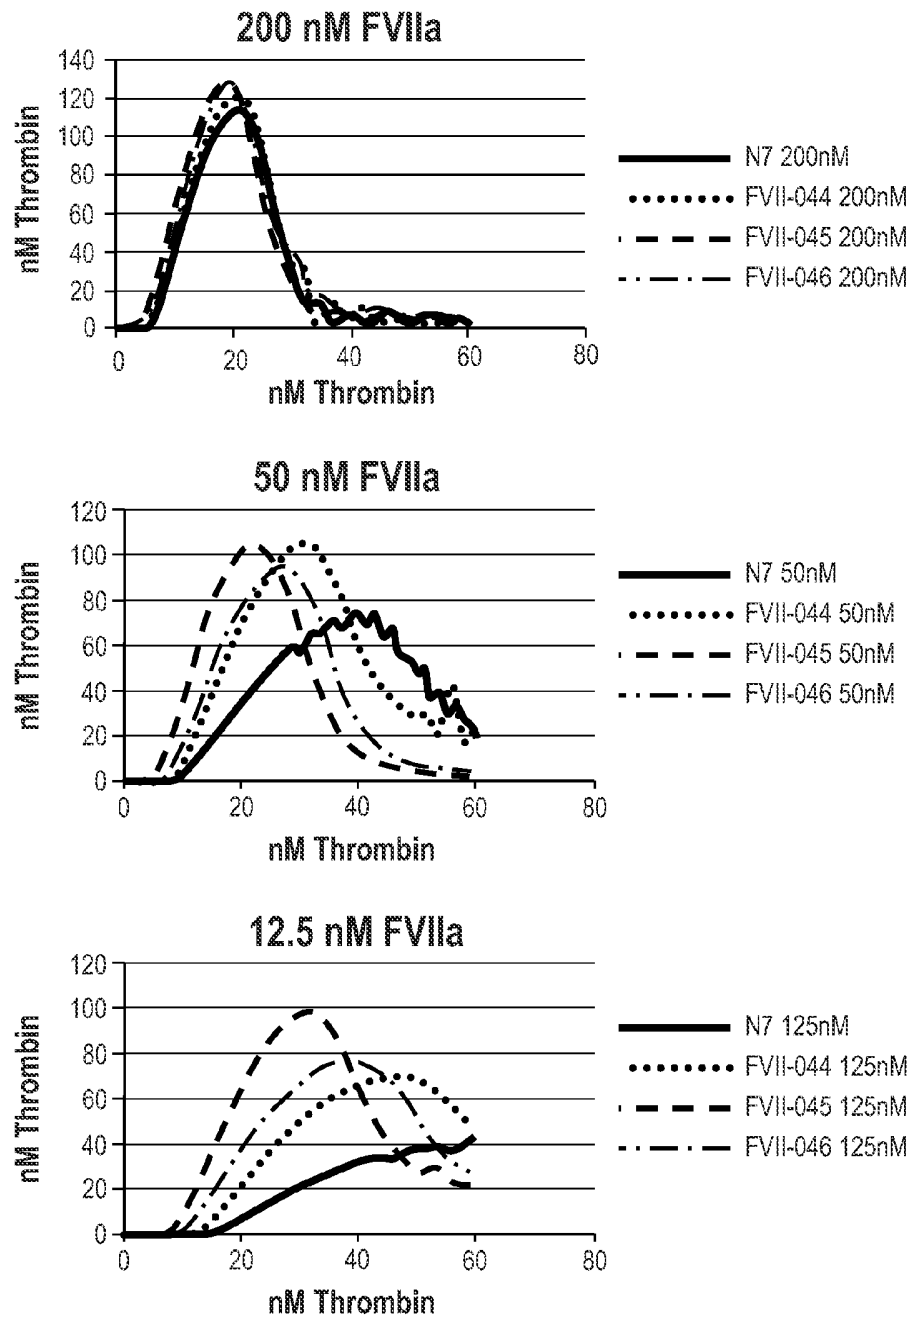 200 nM FVIIa
nM Thrombin
140
120
100
80
60
40
20
0
0 20 40 60 80
nM Thrombin
N7 200nM
FVII-044 200nM
FVII-045 200nM
FVII-046 200nM
50 nM FVIIa
nM Thrombin
120
100
80
60
40
20
0
0 20 40 60 80
nM Thrombin
N7 50nM
FVII-044 50nM
FVII-045 50nM
FVII-046 50nM
12.5 nM FVIIa
nM Thrombin
120
100
80
60
40
20
0
0 20 40 60 80
nM Thrombin
N7 125nM
FVII-044 125nM
FVII-045 125nM
FVII-046 125nM